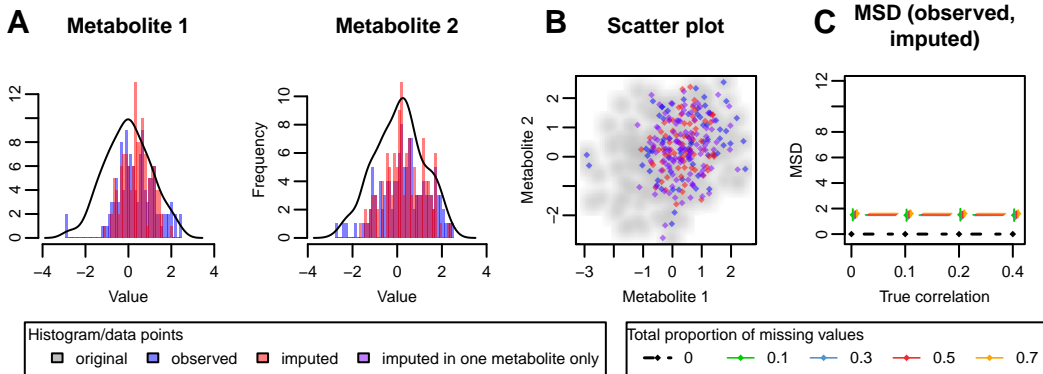 A Metabolite 1 Metabolite 2 B Scatter plot C MSD (observed,
imputed)
12
10
8
6
4
2
0
−4 −2 0 2 4
Value
Frequency
10
8
6
4
2
0
−4 −2 0 2 4
Value
Metabolite 2
2
1
0
−2
−3 −1 0 1 2
Metabolite 1
MSD
12
8
6
4
2
0
0 0.1 0.2 0.4
True correlation
Histogram/data points
original observed imputed imputed in one metabolite only
Total proportion of missing values
0 0.1 0.3 0.5 0.7